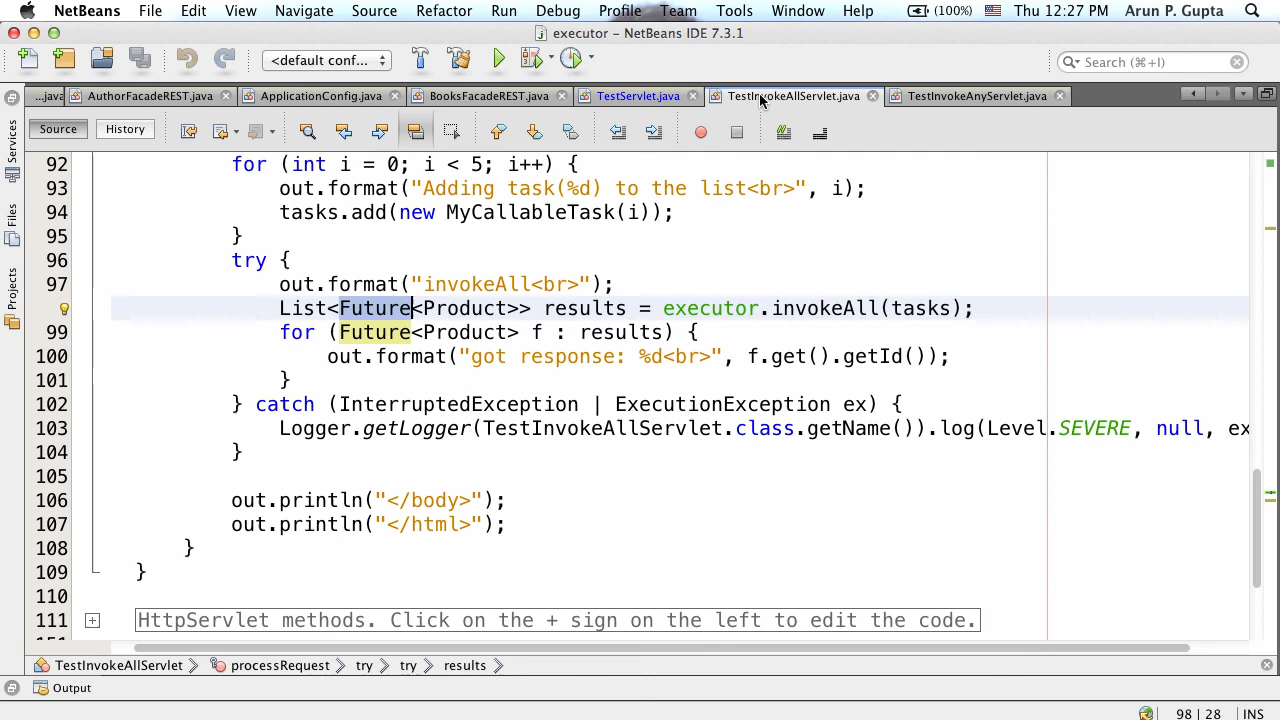 NetBeans File Edit View Navigate Source Refactor Run Debug Profile Team Tools Window Help (100%) Thu 12:27 PM Arun P. Gupta
executor – NetBeans IDE 7.3.1
<default conf... Search (⌘+I)
...java AuthorFacadeREST.java ApplicationConfig.java BooksFacadeREST.java TestServlet.java TestInvokeAllServlet.java TestInvokeAnyServlet.java
Source History
Services
Files
Projects
92 for (int i = 0; i < 5; i++) {
93 out.format("Adding task(%d) to the list<br>", i);
94 tasks.add(new MyCallableTask(i));
95 }
96 try {
97 out.format("invokeAll<br>");
List<Future<Product>> results = executor.invokeAll(tasks);
99 for (Future<Product> f : results) {
100 out.format("got response: %d<br>", f.get().getId());
101 }
102 } catch (InterruptedException | ExecutionException ex) {
103 Logger.getLogger(TestInvokeAllServlet.class.getName()).log(Level.SEVERE, null, ex
104 }
105
106 out.println("</body>");
107 out.println("</html>");
108 }
109 }
110
111 HttpServlet methods. Click on the + sign on the left to edit the code.
TestInvokeAllServlet processRequest try try results
Output
98 | 28 INS